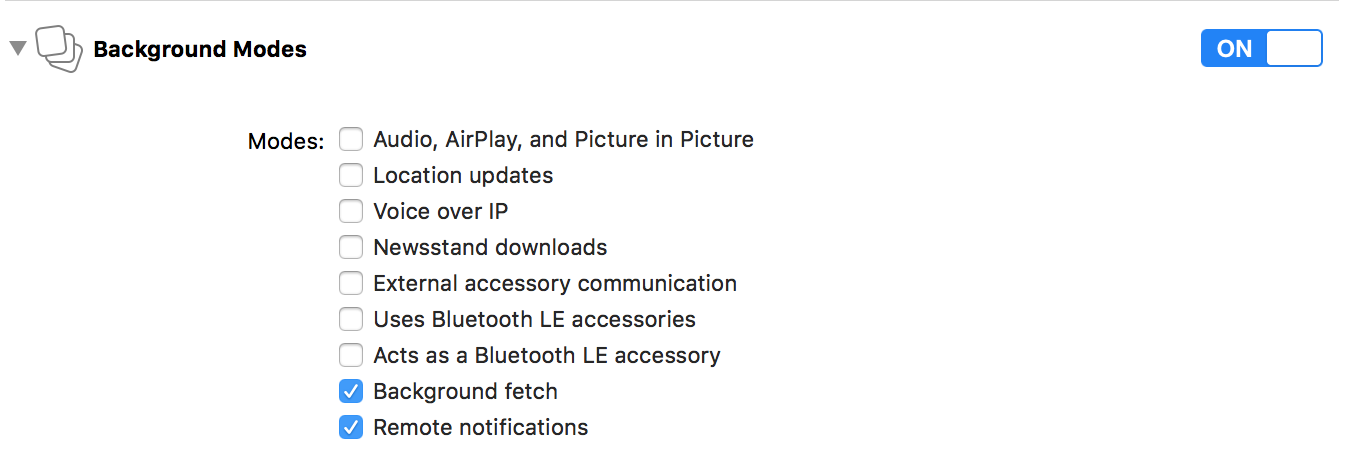 Background Modes
ON
Modes:
Audio, AirPlay, and Picture in Picture
Location updates
Voice over IP
Newsstand downloads
External accessory communication
Uses Bluetooth LE accessories
Acts as a Bluetooth LE accessory
Background fetch
Remote notifications